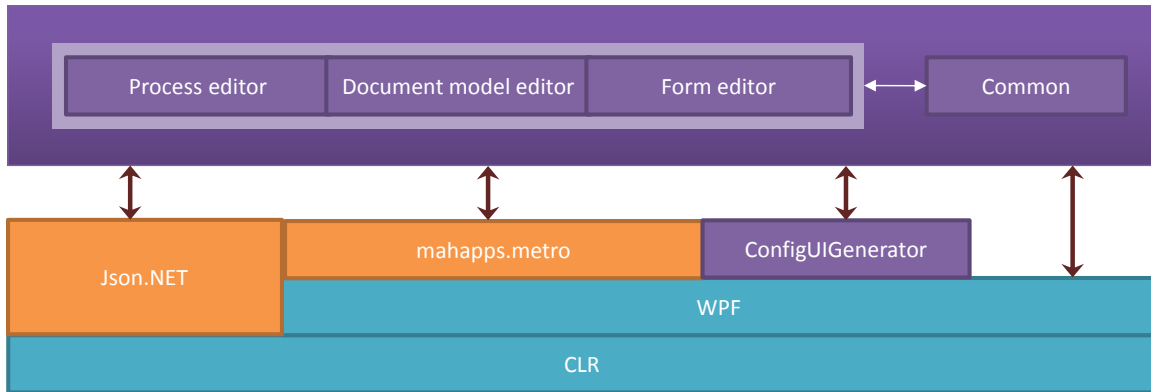 Process editor
Document model editor
Form editor
Common
Json.NET
mahapps.metro
ConfigUIGenerator
WPF
CLR